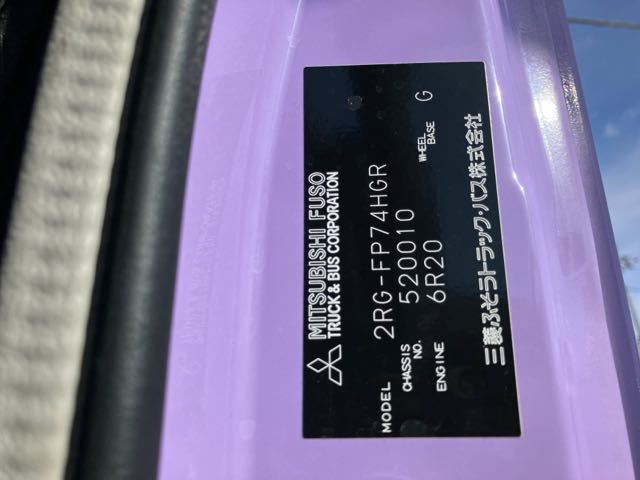 MITSUBISHI FUSO
TRUCK & BUS CORPORATION
MODEL 2RG-FP74HGR
CHASSIS NO. 520010
ENGINE 6R20 WHEEL BASE G
三菱ふそうトラック・バス株式会社